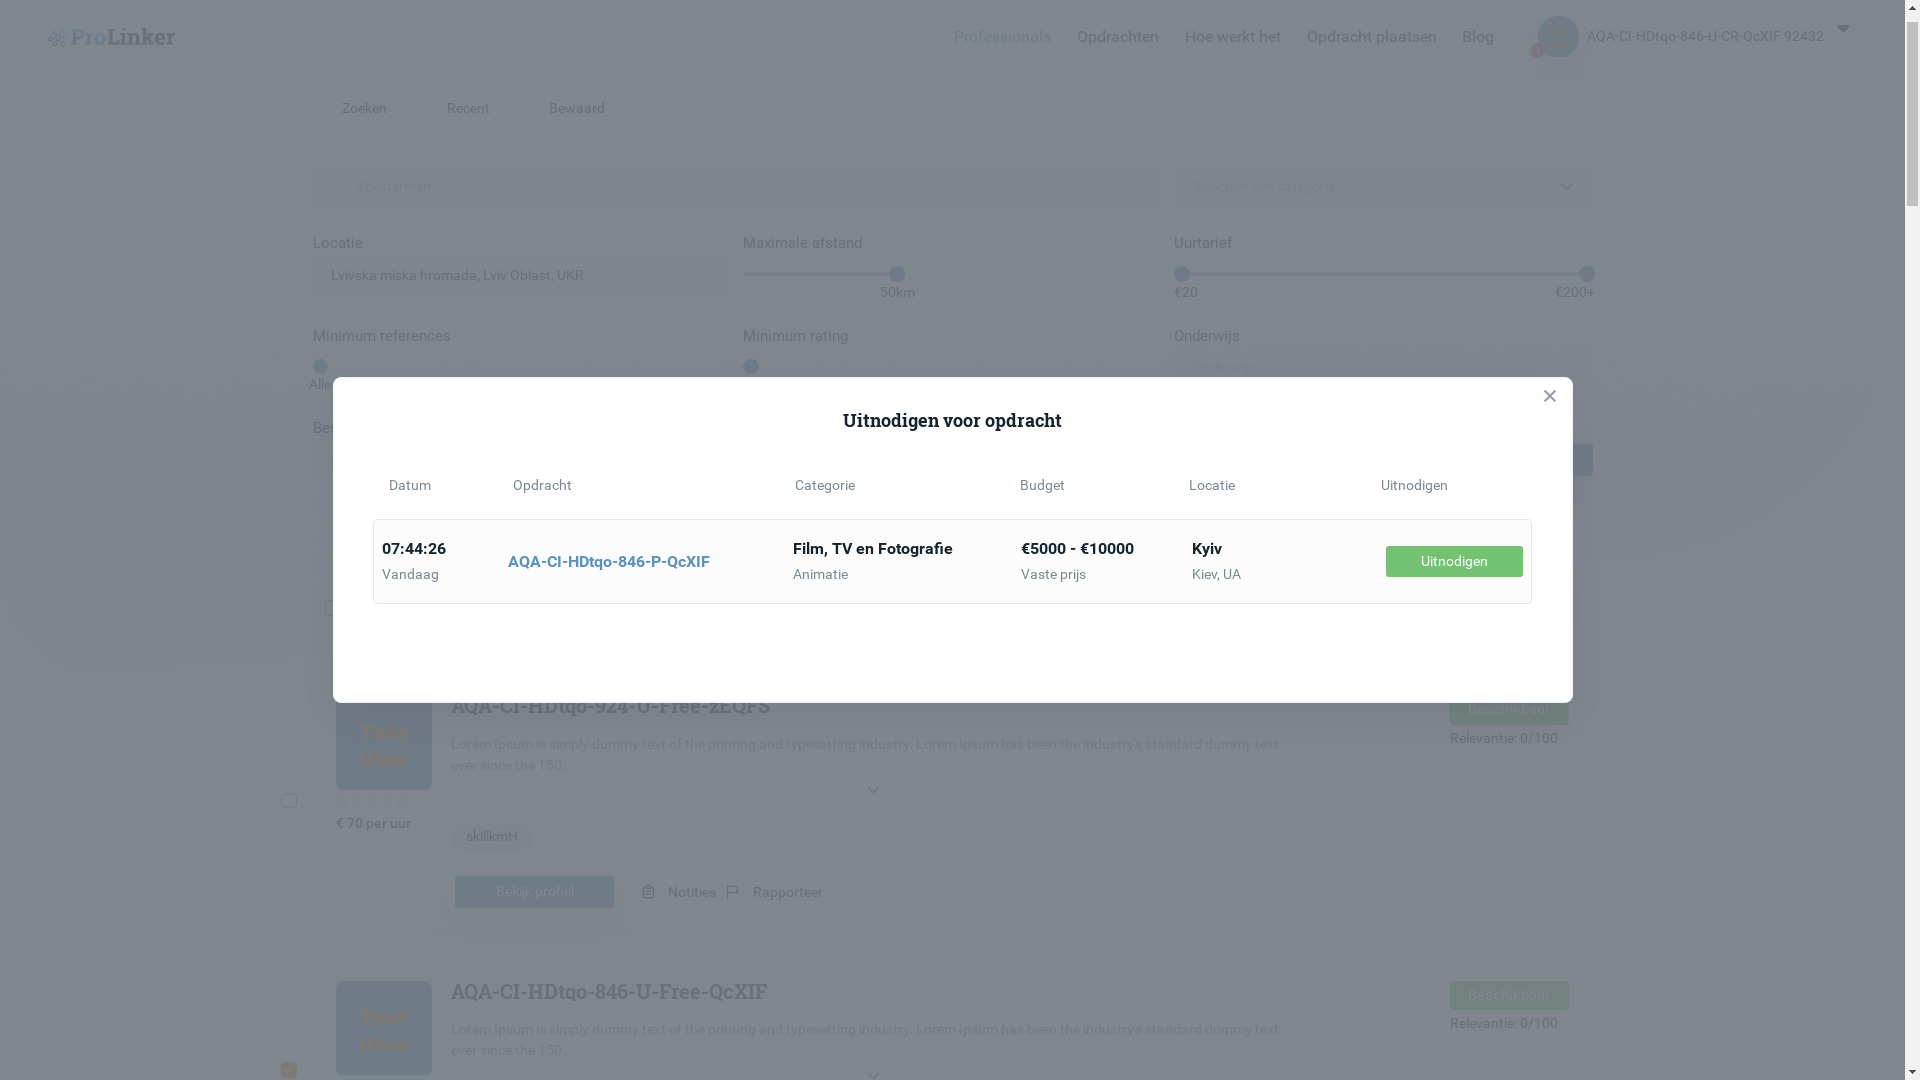 ProLinker
Professionals Opdrachten Hoe werkt het Opdracht plaatsen Blog AQA-CI-HDtqo-846-U-CR-QcXIF 92432
Zoeken Recent Bewaard
Zoektermen Selecteer een categorie
Locatie Maximale afstand Uurtarief
Lvivska miska hromada, Lviv Oblast, UKR
50km €20 €200+
Minimum references Minimum rating Onderwijs
Onderwijs
Alle
Uitnodigen voor opdracht
Datum Opdracht Categorie Budget Locatie Uitnodigen
07:44:26 Film, TV en Fotografie €5000 - €10000 Kyiv
AQA-CI-HDtqo-846-P-QcXIF Uitnodigen
Vandaag Animatie Vaste prijs Kiev, UA
AQA-CI-HDtqo-924-U-Free-zEQFS Beschikbaar
Test
User
Relevantie: 0/100
Lorem Ipsum is simply dummy text of the printing and typesetting industry. Lorem Ipsum has been the industry's standard dummy text
ever since the 150...
€ 70 per uur
skillkmH
Bekijk profiel Notities Rapporteer
AQA-CI-HDtqo-846-U-Free-QcXIF Beschikbaar
Test
User
Relevantie: 0/100
Lorem Ipsum is simply dummy text of the printing and typesetting industry. Lorem Ipsum has been the industry's standard dummy text
ever since the 150...